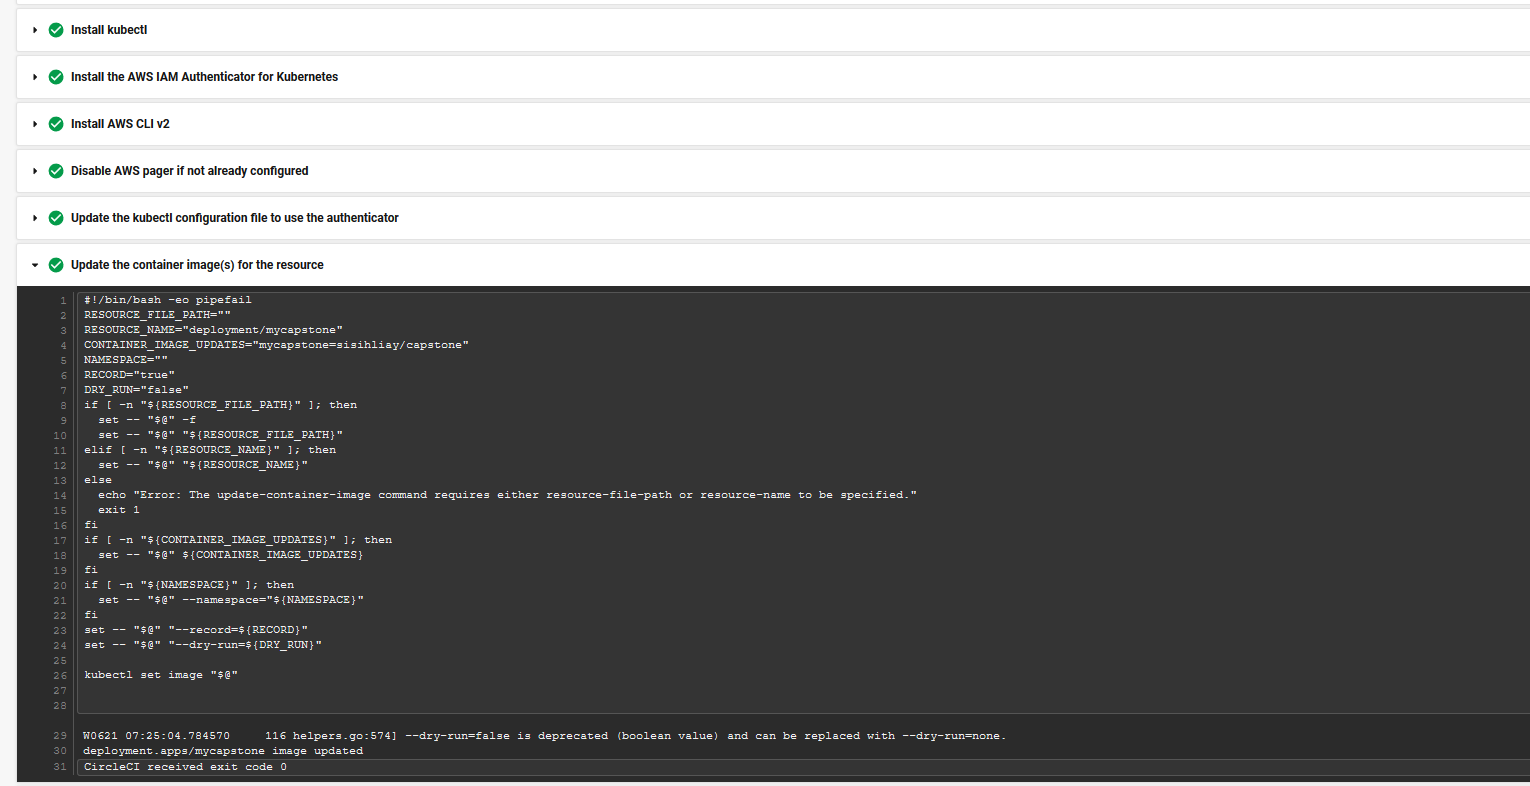 Install kubectl
Install the AWS IAM Authenticator for Kubernetes
Install AWS CLI v2
Disable AWS pager if not already configured
Update the kubectl configuration file to use the authenticator
Update the container image(s) for the resource
1 #!/bin/bash -eo pipefail
2 RESOURCE_FILE_PATH=""
3 RESOURCE_NAME="deployment/mycapstone"
4 CONTAINER_IMAGE_UPDATES="mycapstone=sisihliay/capstone"
5 NAMESPACE=""
6 RECORD="true"
7 DRY_RUN="false"
8 if [ -n "${RESOURCE_FILE_PATH}" ]; then
9   set -- "$@" -f
10   set -- "$@" "${RESOURCE_FILE_PATH}"
11 elif [ -n "${RESOURCE_NAME}" ]; then
12   set -- "$@" "${RESOURCE_NAME}"
13 else
14   echo "Error: The update-container-image command requires either resource-file-path or resource-name to be specified."
15   exit 1
16 fi
17 if [ -n "${CONTAINER_IMAGE_UPDATES}" ]; then
18   set -- "$@" ${CONTAINER_IMAGE_UPDATES}
19 fi
20 if [ -n "${NAMESPACE}" ]; then
21   set -- "$@" --namespace="${NAMESPACE}"
22 fi
23 set -- "$@" "--record=${RECORD}"
24 set -- "$@" "--dry-run=${DRY_RUN}"
25
26 kubectl set image "$@"
27
28
29 W0621 07:25:04.784570     116 helpers.go:574] --dry-run=false is deprecated (boolean value) and can be replaced with --dry-run=none.
30 deployment.apps/mycapstone image updated
31 CircleCI received exit code 0